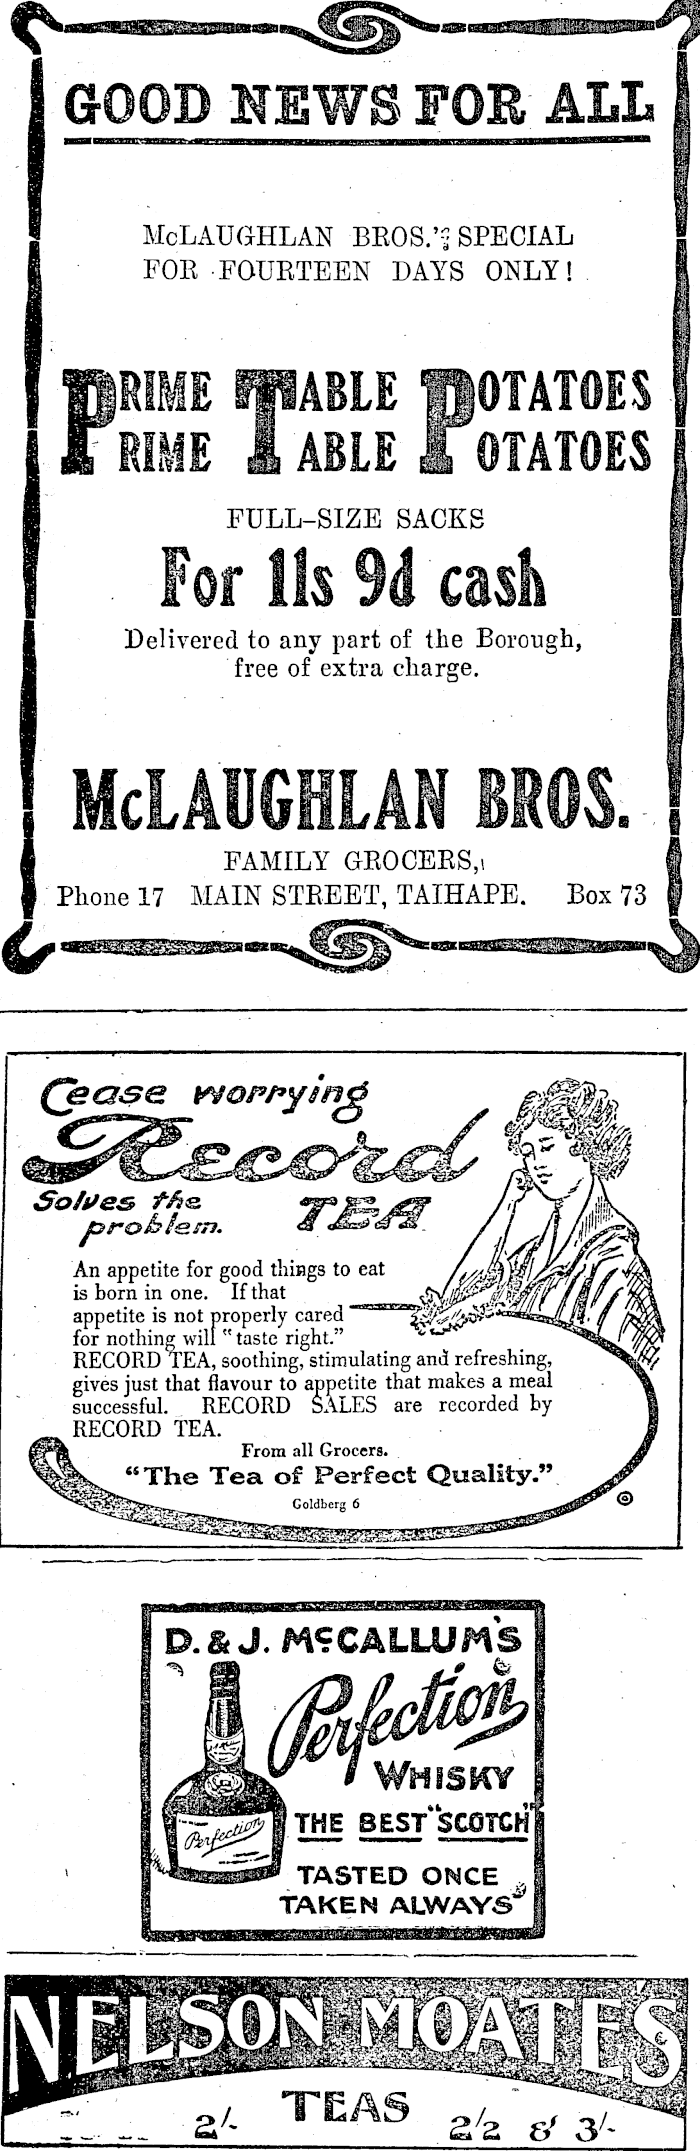 GOOD NEWS FOR ALL
McLAUGHLAN BROS.'S SPECIAL
FOR FOURTEEN DAYS ONLY!
PRIME TABLE POTATOES
PRIME TABLE POTATOES
FULL-SIZE SACKS
For 11s 9d cash
Delivered to any part of the Borough,
free of extra charge.
McLAUGHLAN BROS.
FAMILY GROCERS,
Phone 17 MAIN STREET, TAIHAPE. Box 73
Cease worrying
Record
Solves the TEA
problem.
An appetite for good things to eat
is born in one. If that
appetite is not properly cared
for nothing will "taste right."
RECORD TEA, soothing, stimulating and refreshing,
gives just that flavour to appetite that makes a meal
successful. RECORD SALES are recorded by
RECORD TEA.
From all Grocers.
"The Tea of Perfect Quality."
Goldberg 6
D. & J. McCALLUM'S
Perfection
WHISKY
Perfection
THE BEST "SCOTCH"
TASTED ONCE
TAKEN ALWAYS"
NELSON MOATE'S
TEAS
2/- 2/2 & 3/-